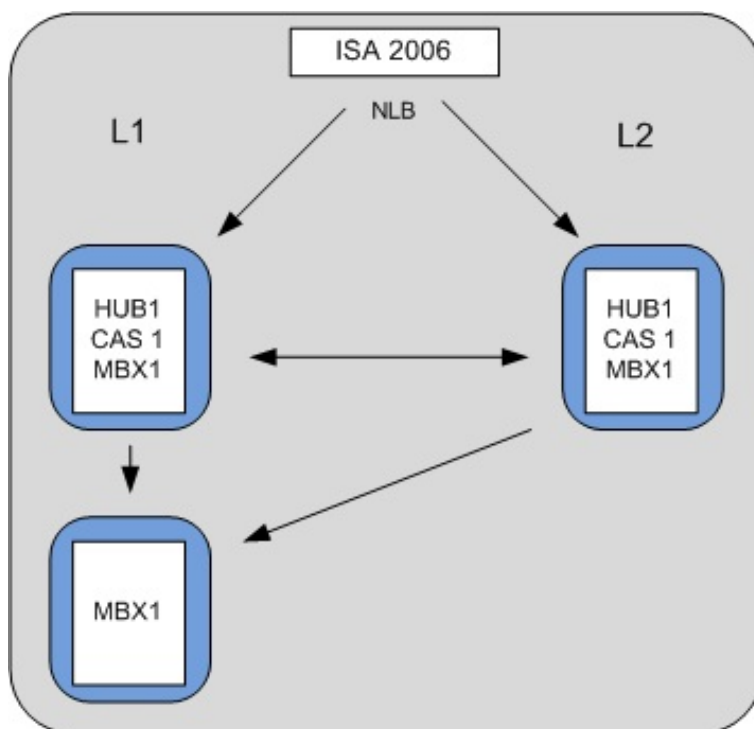 ISA 2006
NLB
L1
L2
HUB1
CAS 1
MBX1
HUB1
CAS 1
MBX1
MBX1